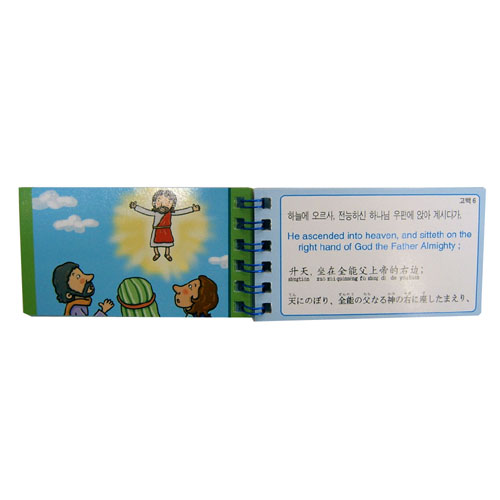 고백 6
하늘에 오르사, 전능하신 하나님 우편에 앉아 계시다가,
He ascended into heaven, and sitteth on the
right hand of God the Father Almighty ;
升天, 坐在全能父上帝的右边;
天にのぼり、全能の父なる神の右に座したまえり。